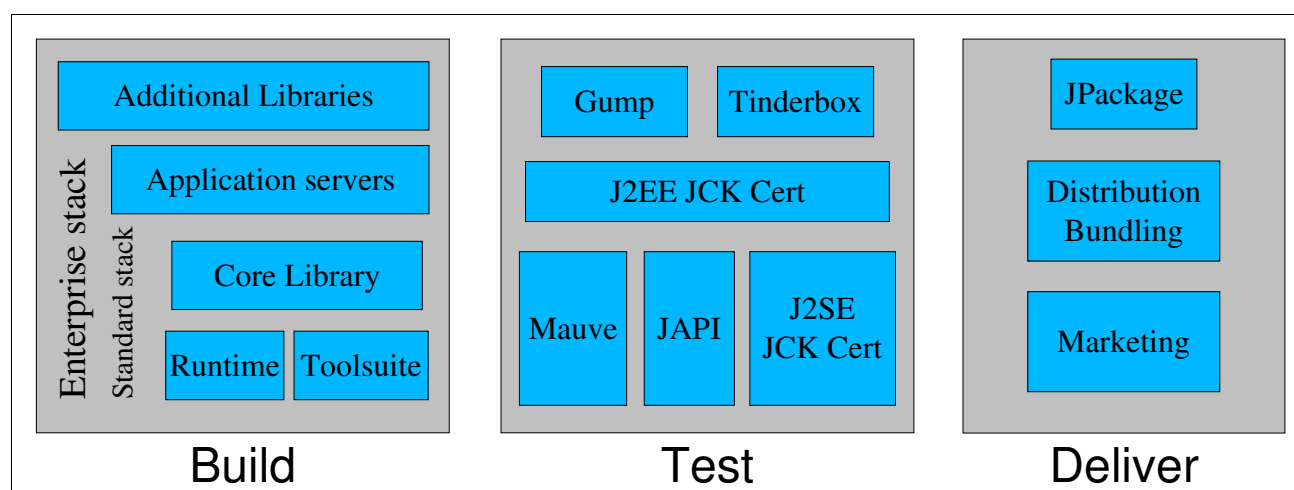 Additional Libraries
Application servers
Core Library
Runtime
Toolsuite
Enterprise stack
Standard stack
Build
Gump
Tinderbox
J2EE JCK Cert
Mauve
JAPI
J2SE
JCK Cert
Test
JPackage
Distribution
Bundling
Marketing
Deliver